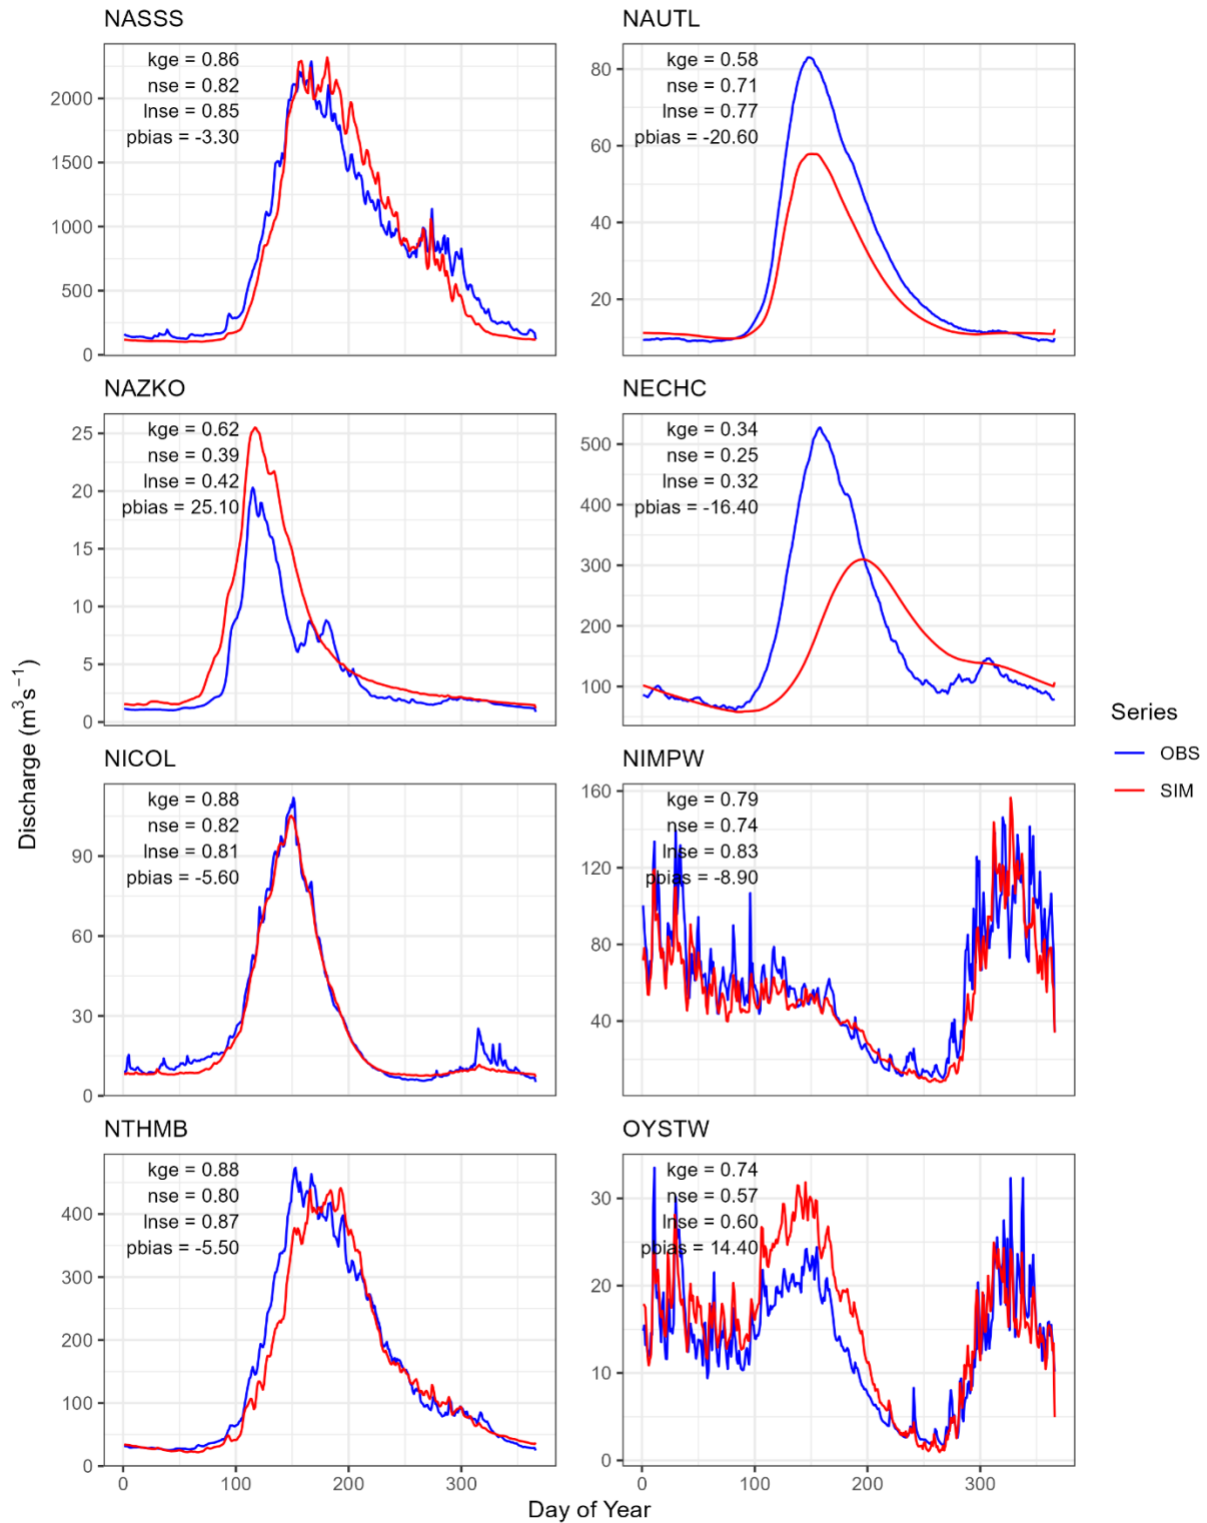 NASSS
kge = 0.86
nse = 0.82
lnse = 0.85
pbias = -3.30
2000
1500
1000
500
0
NAUTL
kge = 0.58
nse = 0.71
lnse = 0.77
pbias = -20.60
80
60
40
20
NAZKO
kge = 0.62
nse = 0.39
lnse = 0.42
pbias = 25.10
25
20
15
10
5
0
NECHC
kge = 0.34
nse = 0.25
lnse = 0.32
pbias = -16.40
500
400
300
200
100
NICOL
kge = 0.88
nse = 0.82
lnse = 0.81
pbias = -5.60
90
60
30
0
NIMPW
kge = 0.79
nse = 0.74
lnse = 0.83
pbias = -8.90
160
120
80
40
NTHMB
kge = 0.88
nse = 0.80
lnse = 0.87
pbias = -5.50
400
300
200
100
0
0 100 200 300
OYSTW
kge = 0.74
nse = 0.57
lnse = 0.60
pbias = 14.40
30
20
10
0
0 100 200 300
Day of Year
Discharge (m³s⁻¹)
Series
OBS
SIM